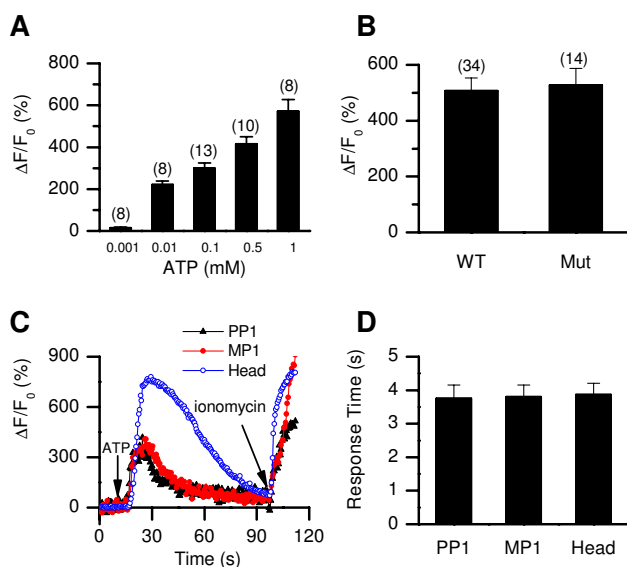 A
ΔF/F0 (%)
800
600
400
200
0
(8)
(8)
(13)
(10)
(8)
0.001 0.01 0.1 0.5 1
ATP (mM)
B
ΔF/F0 (%)
600
400
200
0
(34)
(14)
WT Mut
C
PP1
MP1
Head
ΔF/F0 (%)
900
600
300
0
ATP
ionomycin
0 30 60 90 120
Time (s)
D
Response Time (s)
5
4
3
2
1
0
PP1 MP1 Head